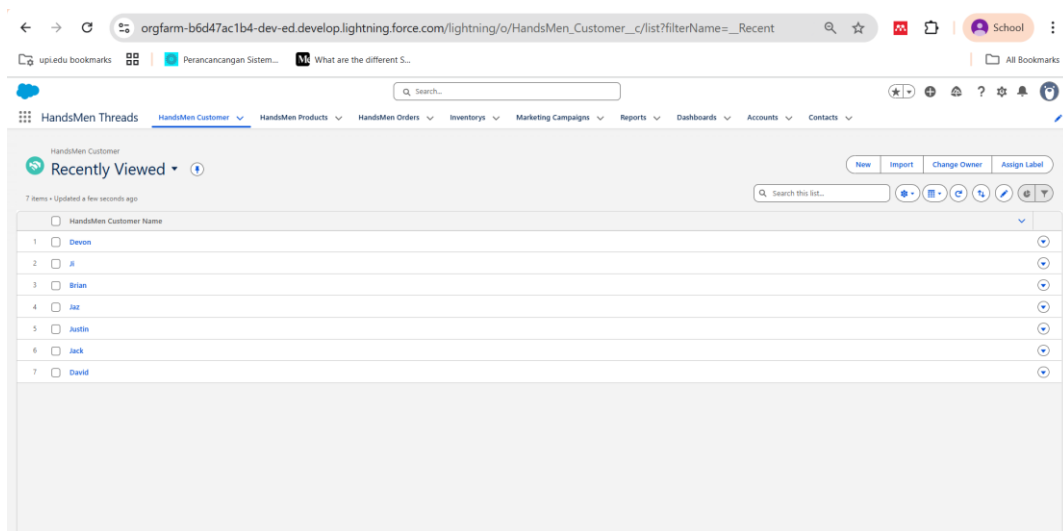 orgfarm-b6d47ac1b4-dev-ed.develop.lightning.force.com/lightning/o/HandsMen_Customer__c/list?filterName=__Recent
School
upi.edu bookmarks
Perancancangan Sistem...
What are the different S...
All Bookmarks
Search...
HandsMen Threads
HandsMen Customer
HandsMen Products
HandsMen Orders
Inventorys
Marketing Campaigns
Reports
Dashboards
Accounts
Contacts
HandsMen Customer
Recently Viewed
New
Import
Change Owner
Assign Label
7 items • Updated a few seconds ago
Search this list...
HandsMen Customer Name
1 Devon
2 Ji
3 Brian
4 Jaz
5 Justin
6 Jack
7 David